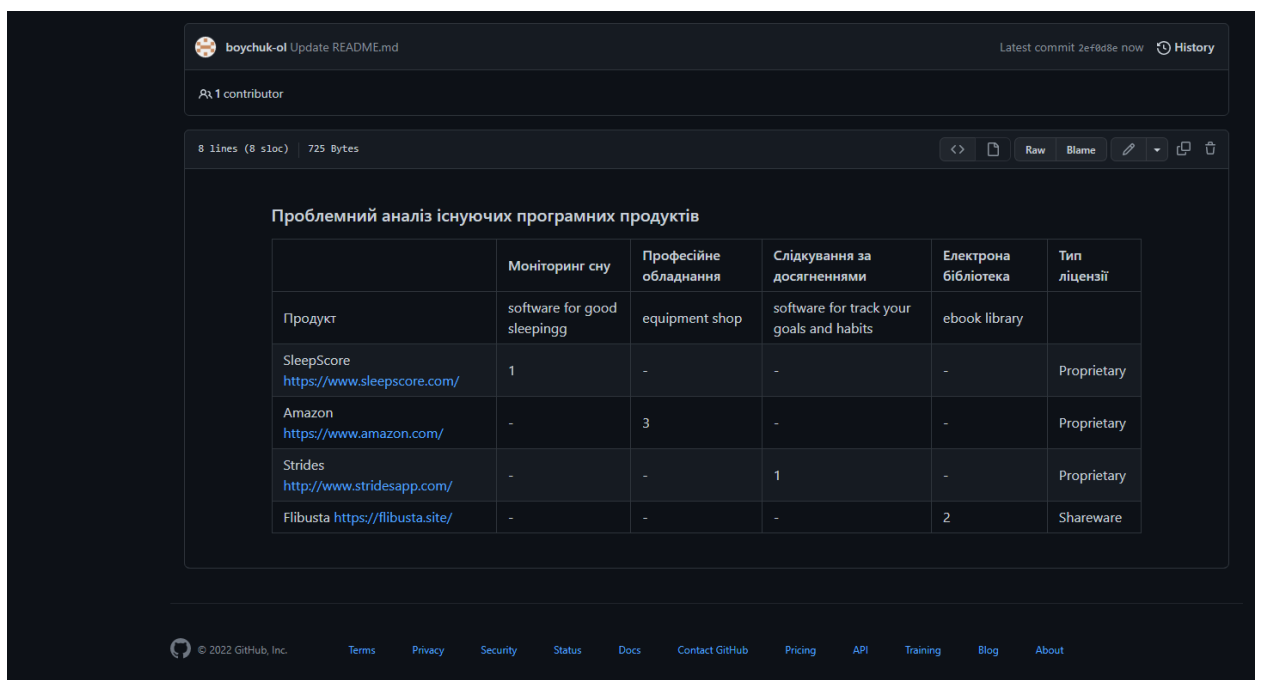 boychuk-ol Update README.md Latest commit 2ef0d8e now History
1 contributor
8 lines (8 sloc) 725 Bytes <> Raw Blame
Проблемний аналіз існуючих програмних продуктів
Моніторинг сну Професійне обладнання Слідкування за досягненнями Електрона бібліотека Тип ліцензії
Продукт software for good sleepingg equipment shop software for track your goals and habits ebook library
SleepScore https://www.sleepscore.com/ 1 - - - Proprietary
Amazon https://www.amazon.com/ - 3 - - Proprietary
Strides http://www.stridesapp.com/ - - 1 - Proprietary
Flibusta https://flibusta.site/ - - - 2 Shareware
© 2022 GitHub, Inc. Terms Privacy Security Status Docs Contact GitHub Pricing API Training Blog About